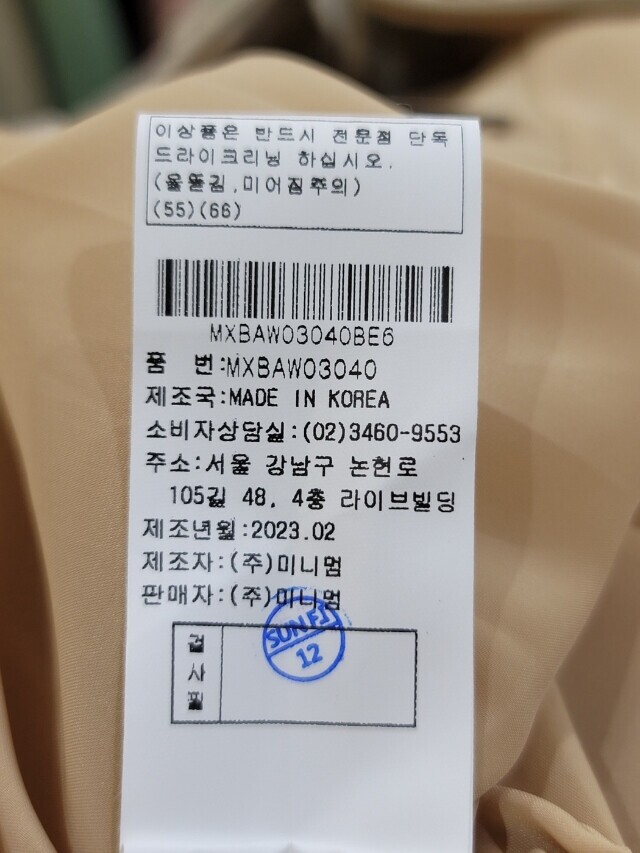 이상품은 반드시 전문점 단독
드라이크리닝 하십시오.
(올뜯김,미어짐주의)
(55)(66)
MXBAW03040BE6
품 번:MXBAW03040
제조국:MADE IN KOREA
소비자상담실:(02)3460-9553
주소:서울 강남구 논현로
105길 48, 4층 라이브빌딩
제조년월:2023.02
제조자:(주)미니멈
판매자:(주)미니멈
SUNFI
12
검
사
필